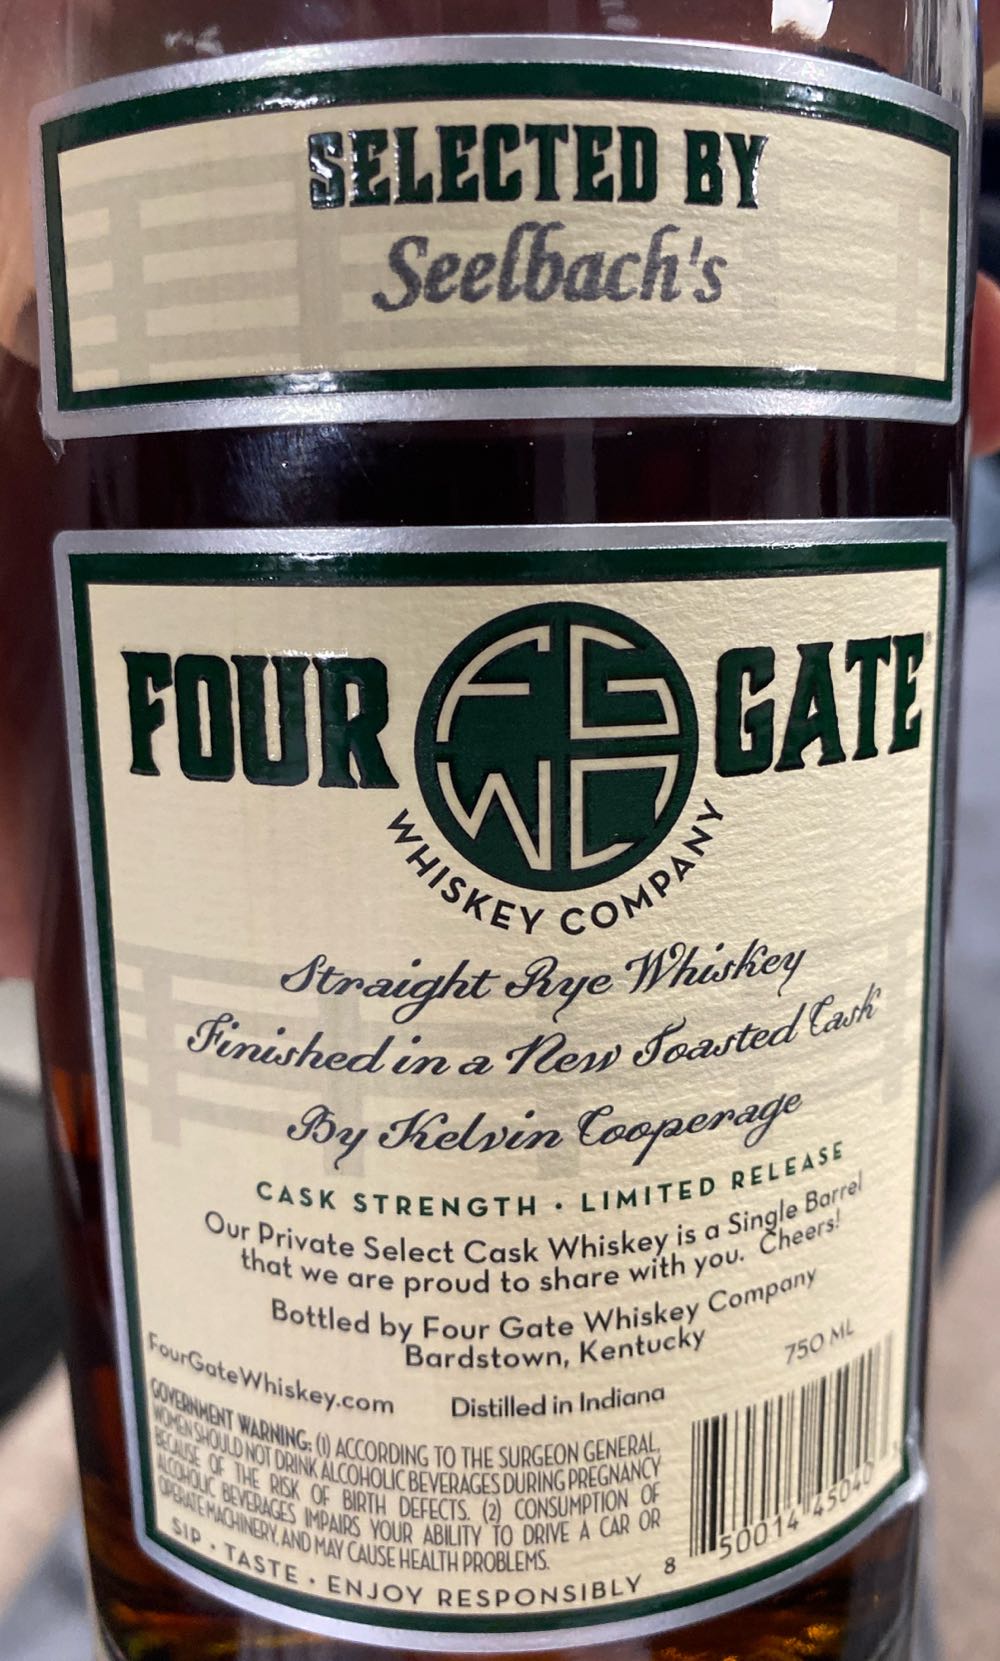 SELECTED BY
Seelbach's
FOUR GATE®
FGWC
WHISKEY COMPANY
Straight Rye Whiskey
Finished in a New Toasted Cask
By Kelvin Cooperage
CASK STRENGTH · LIMITED RELEASE
Our Private Select Cask Whiskey is a Single Barrel
that we are proud to share with you. Cheers!
Bottled by Four Gate Whiskey Company
Bardstown, Kentucky
750 ML
FourGateWhiskey.com
Distilled in Indiana
GOVERNMENT WARNING: (1) ACCORDING TO THE SURGEON GENERAL,
WOMEN SHOULD NOT DRINK ALCOHOLIC BEVERAGES DURING PREGNANCY
BECAUSE OF THE RISK OF BIRTH DEFECTS. (2) CONSUMPTION OF
ALCOHOLIC BEVERAGES IMPAIRS YOUR ABILITY TO DRIVE A CAR OR
OPERATE MACHINERY, AND MAY CAUSE HEALTH PROBLEMS.
8 50014 45040
SIP · TASTE · ENJOY RESPONSIBLY